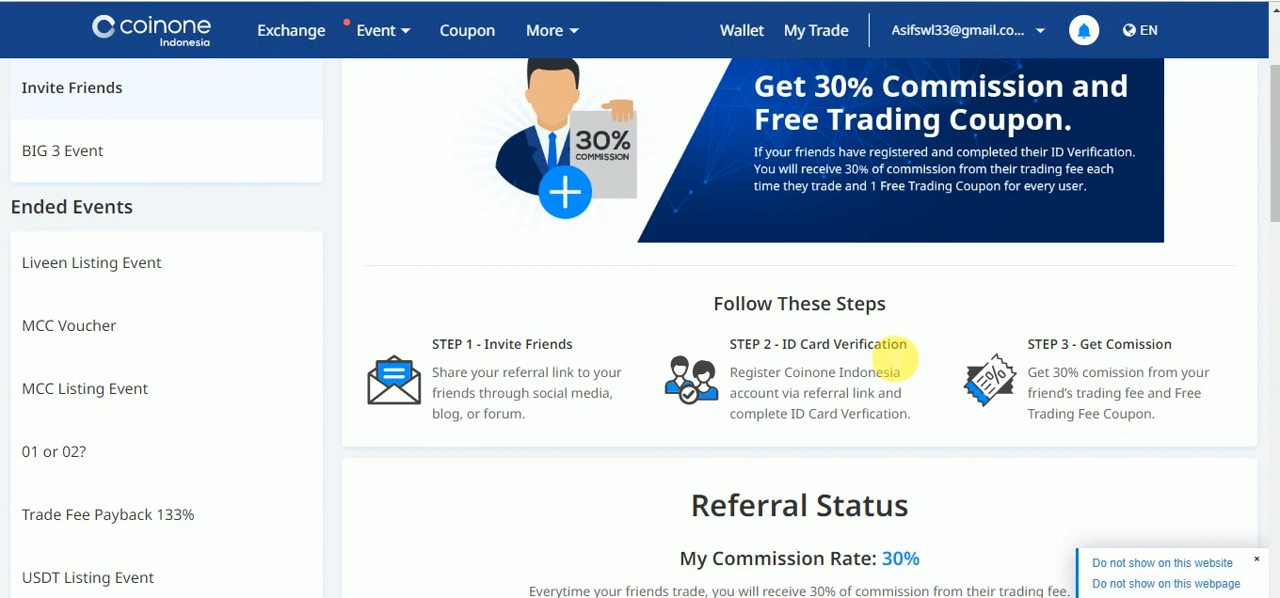 coinone
Indonesia
Exchange
Event
Coupon
More
Wallet
My Trade
Asifswl33@gmail.co...
EN
Invite Friends
BIG 3 Event
Ended Events
Liveen Listing Event
MCC Voucher
MCC Listing Event
01 or 02?
Trade Fee Payback 133%
USDT Listing Event
30%
COMMISSION
Get 30% Commission and
Free Trading Coupon.
If your friends have registered and completed their ID Verification.
You will receive 30% of commission from their trading fee each
time they trade and 1 Free Trading Coupon for every user.
Follow These Steps
STEP 1 - Invite Friends
Share your referral link to your
friends through social media,
blog, or forum.
STEP 2 - ID Card Verification
Register Coinone Indonesia
account via referral link and
complete ID Card Verfication.
STEP 3 - Get Comission
Get 30% comission from your
friend's trading fee and Free
Trading Fee Coupon.
Referral Status
My Commission Rate: 30%
Everytime your friends trade, you will receive 30% of commission from their trading fee.
Do not show on this website
Do not show on this webpage